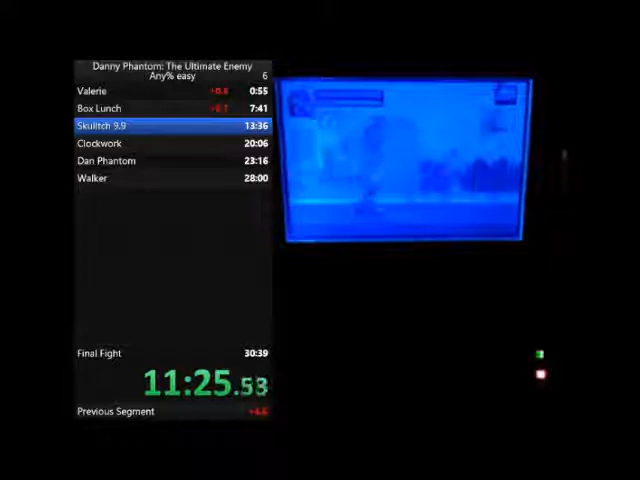 Danny Phantom: The Ultimate Enemy
Any% easy 6
Valerie 0:55
Box Lunch 7:41
Skulltch 9.9 13:36
Clockwork 20:06
Dan Phantom 23:16
Walker 28:00
Final Fight 30:39
11:25.53
Previous Segment